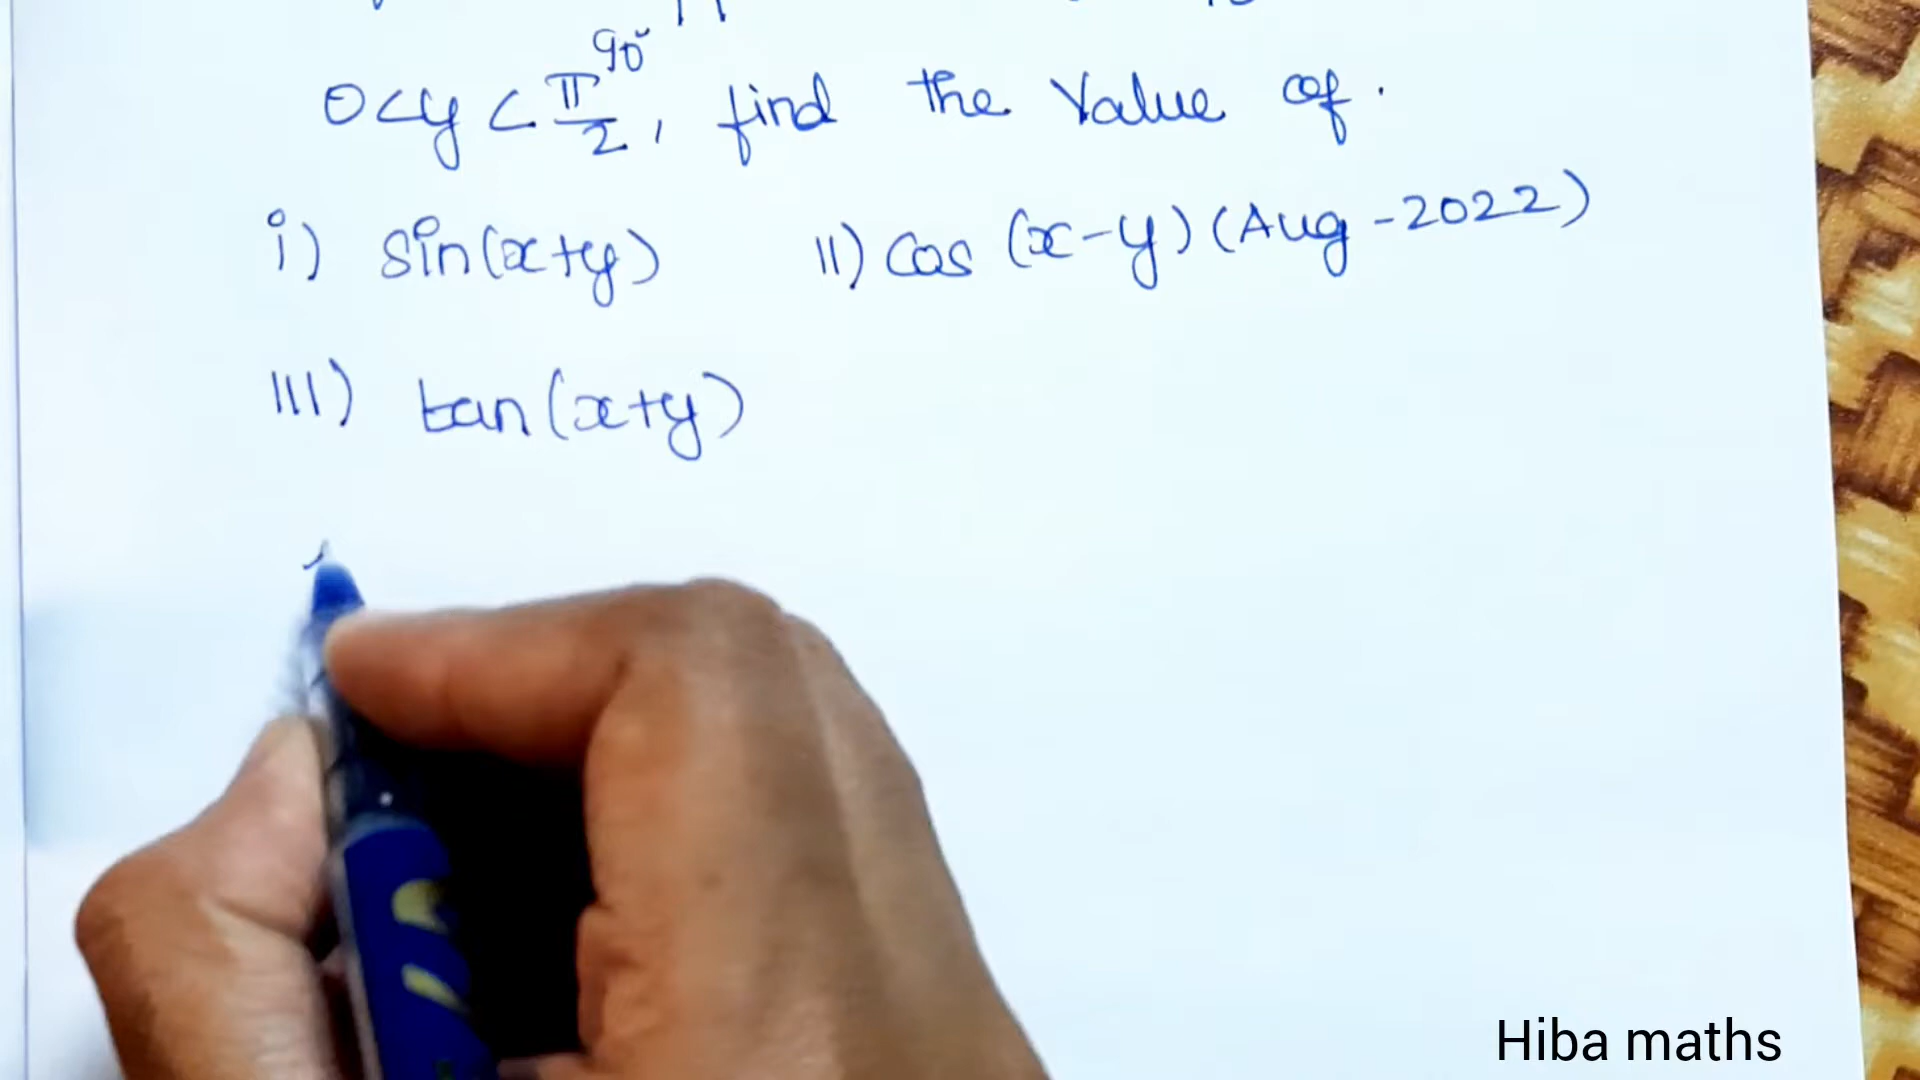 90°
0<y<π/2, find the Value of.
i) sin(x+y) II) Cos (x-y) (Aug-2022)
III) tan(x+y)
Hiba maths